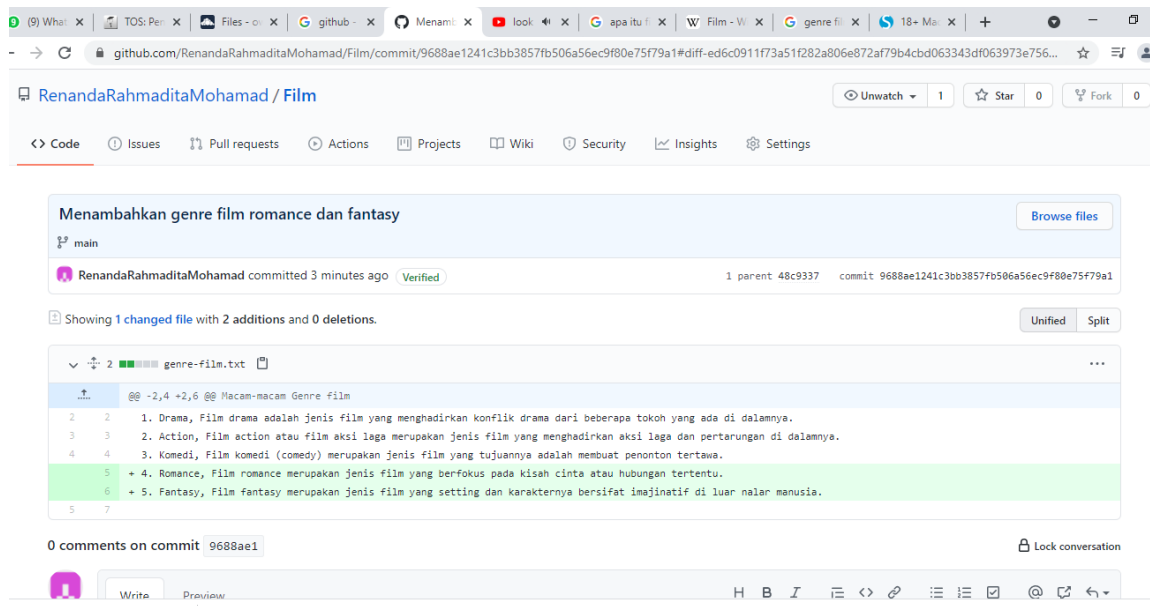 (9) What
TOS: Pen
Files - ov
github -
Menamb
look
apa itu f
Film - W
genre fil
18+ Mac
github.com/RenandaRahmaditaMohamad/Film/commit/9688ae1241c3bb3857fb506a56ec9f80e75f79a1#diff-ed6c0911f73a51f282a806e872af79b4cbd063343df063973e756...
RenandaRahmaditaMohamad / Film
Unwatch 1 Star 0 Fork 0
Code Issues Pull requests Actions Projects Wiki Security Insights Settings
Menambahkan genre film romance dan fantasy
Browse files
main
RenandaRahmaditaMohamad committed 3 minutes ago Verified
1 parent 48c9337 commit 9688ae1241c3bb3857fb506a56ec9f80e75f79a1
Showing 1 changed file with 2 additions and 0 deletions.
Unified Split
2 genre-film.txt ...
@@ -2,4 +2,6 @@ Macam-macam Genre film
2 2 1. Drama, Film drama adalah jenis film yang menghadirkan konflik drama dari beberapa tokoh yang ada di dalamnya.
3 3 2. Action, Film action atau film aksi laga merupakan jenis film yang menghadirkan aksi laga dan pertarungan di dalamnya.
4 4 3. Komedi, Film komedi (comedy) merupakan jenis film yang tujuannya adalah membuat penonton tertawa.
5 + 4. Romance, Film romance merupakan jenis film yang berfokus pada kisah cinta atau hubungan tertentu.
6 + 5. Fantasy, Film fantasy merupakan jenis film yang setting dan karakternya bersifat imajinatif di luar nalar manusia.
5 7
0 comments on commit 9688ae1
Lock conversation
Write Preview
H B I